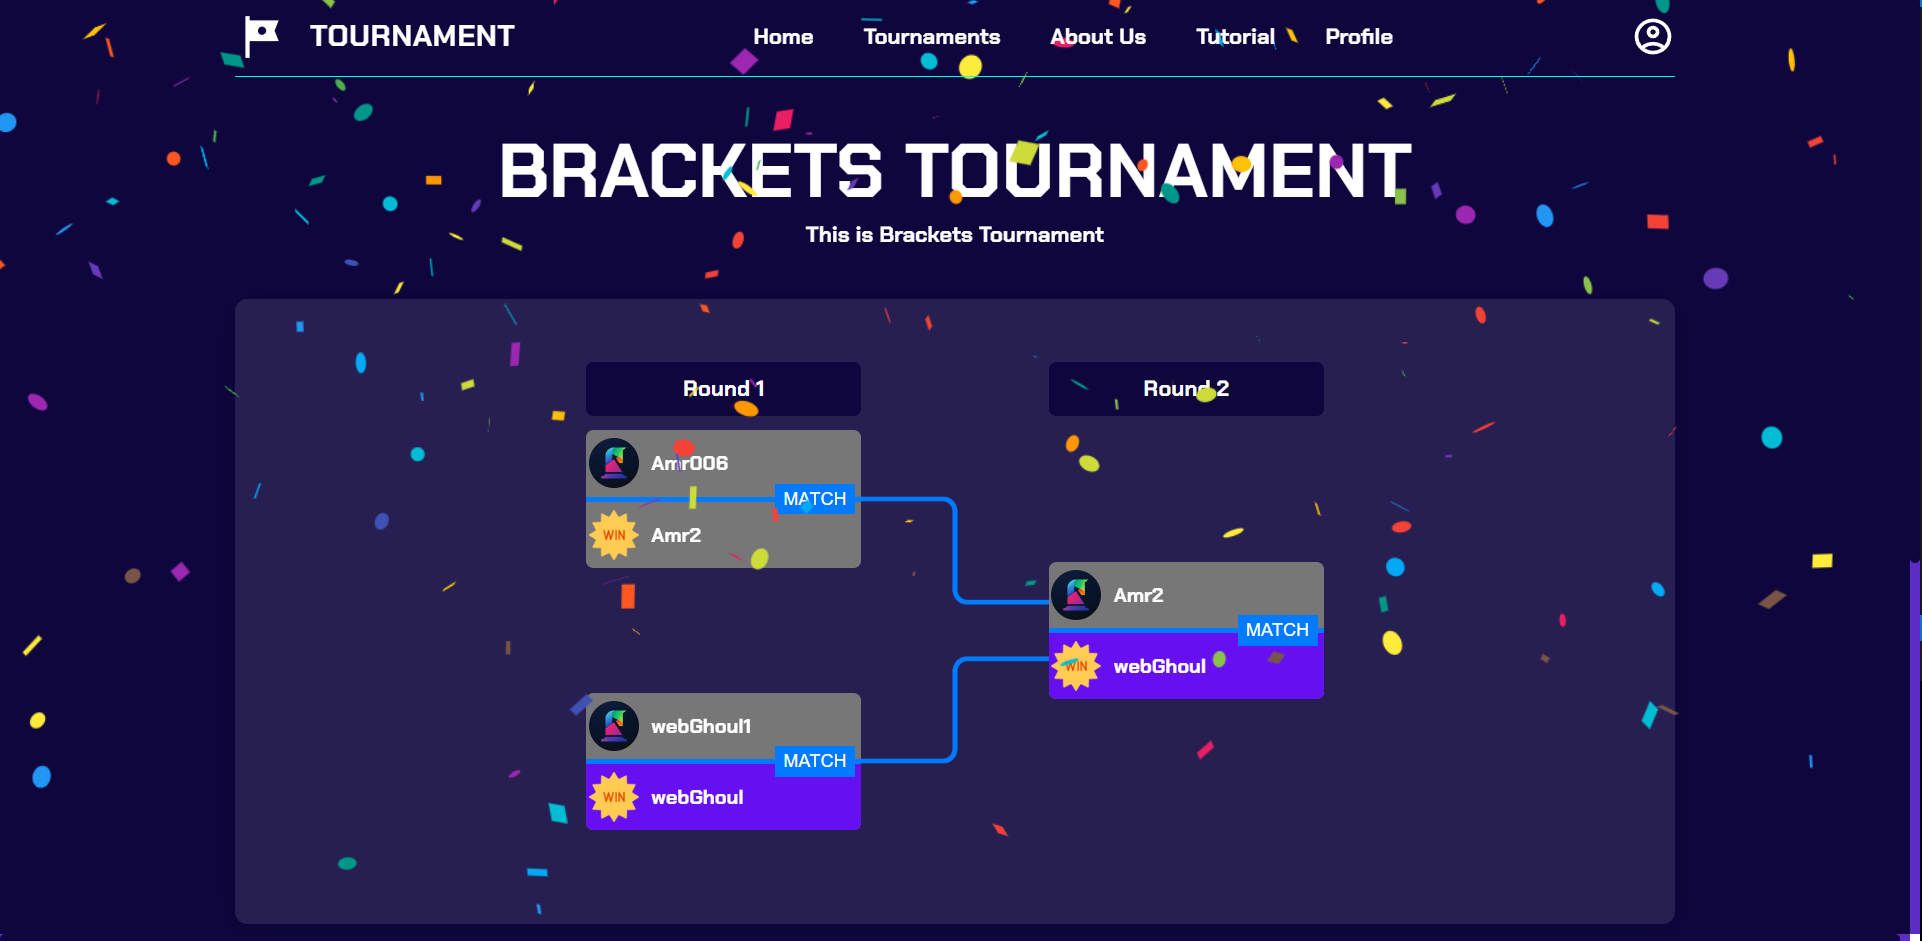 TOURNAMENT
Home Tournaments About Us Tutorial Profile
BRACKETS TOURNAMENT
This is Brackets Tournament
Round 1
Round 2
Amr006
MATCH
WIN Amr2
Amr2
MATCH
WIN webGhoul
webGhoul1
MATCH
WIN webGhoul